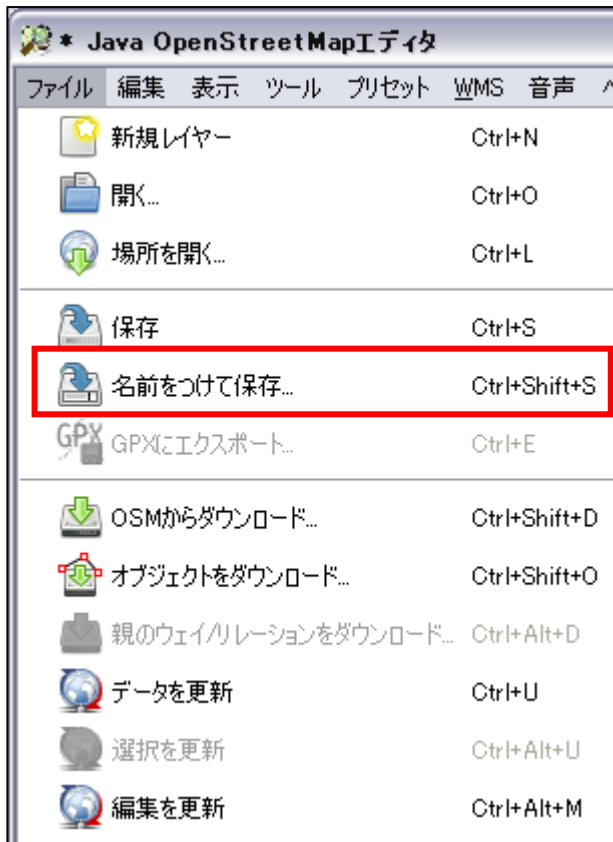 * Java OpenStreetMapエディタ
ファイル 編集 表示 ツール プリセット WMS 音声
新規レイヤー Ctrl+N
開く... Ctrl+O
場所を開く... Ctrl+L
保存 Ctrl+S
名前をつけて保存... Ctrl+Shift+S
GPX GPXにエクスポート... Ctrl+E
OSMからダウンロード... Ctrl+Shift+D
オブジェクトをダウンロード... Ctrl+Shift+O
親のウェイ/リレーションをダウンロード... Ctrl+Alt+D
データを更新 Ctrl+U
選択を更新 Ctrl+Alt+U
編集を更新 Ctrl+Alt+M